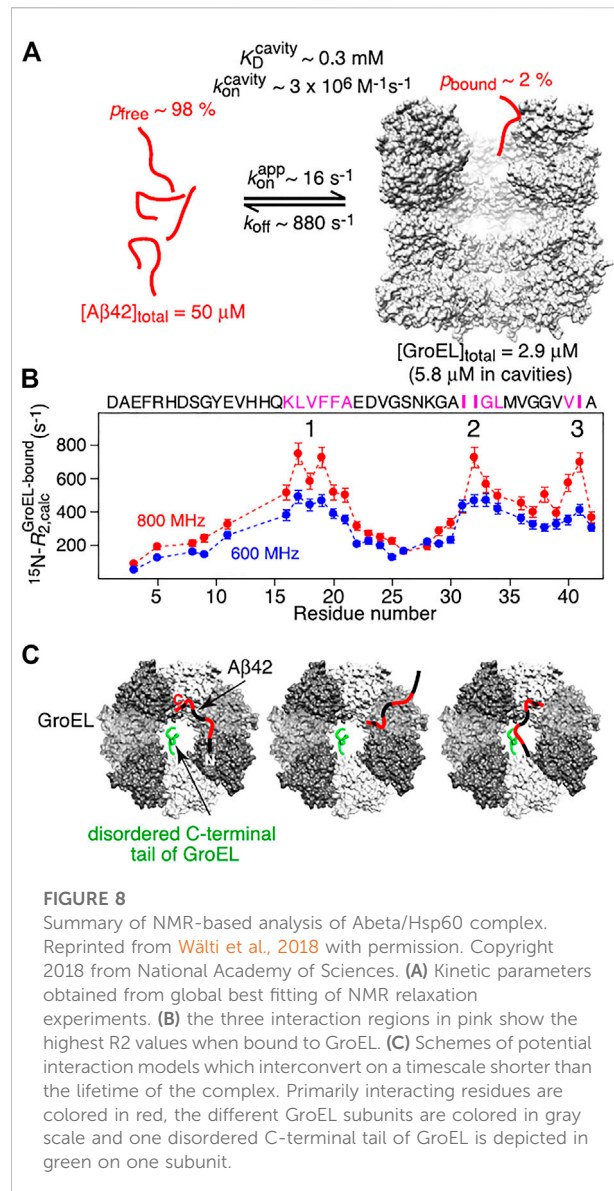 A
K_D^cavity ~ 0.3 mM
k_on^cavity ~ 3 x 10^6 M^-1s^-1
p_free ~ 98 %
p_bound ~ 2 %
k_on^app ~ 16 s^-1
k_off ~ 880 s^-1
[Aβ42]_total = 50 μM
[GroEL]_total = 2.9 μM
(5.8 μM in cavities)
B
DAEFRHDSGYEVHHQKLVFFAEDVGSNKGAIIGLMVGGVVIA
1 2 3
15N-R_2,calc^GroEL-bound (s^-1)
800
600
400
200
800 MHz
600 MHz
5 10 15 20 25 30 35 40
Residue number
C
Aβ42
GroEL
disordered C-terminal
tail of GroEL
FIGURE 8
Summary of NMR-based analysis of Abeta/Hsp60 complex.
Reprinted from Wälti et al., 2018 with permission. Copyright
2018 from National Academy of Sciences. (A) Kinetic parameters
obtained from global best fitting of NMR relaxation
experiments. (B) the three interaction regions in pink show the
highest R2 values when bound to GroEL. (C) Schemes of potential
interaction models which interconvert on a timescale shorter than
the lifetime of the complex. Primarily interacting residues are
colored in red, the different GroEL subunits are colored in gray
scale and one disordered C-terminal tail of GroEL is depicted in
green on one subunit.